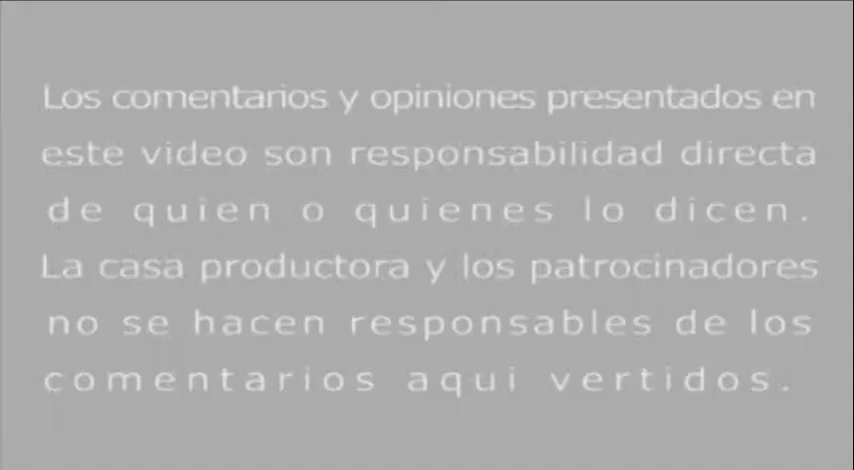 Los comentarios y opiniones presentados en
este video son responsabilidad directa
de quien o quienes lo dicen.
La casa productora y los patrocinadores
no se hacen responsables de los
comentarios aqui vertidos.